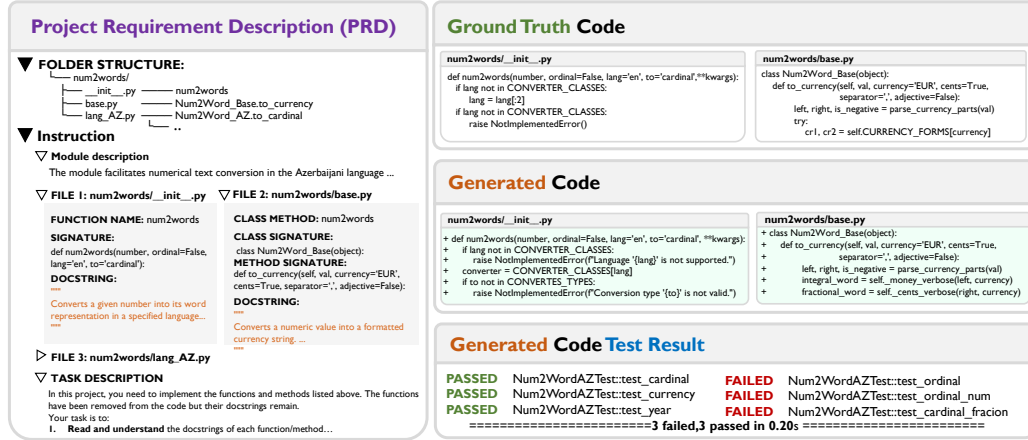 Project Requirement Description (PRD)
FOLDER STRUCTURE:
num2words/
__init__.py num2words
base.py Num2Word_Base.to_currency
lang_AZ.py Num2Word_AZ.to_cardinal
..
Instruction
Module description
The module facilitates numerical text conversion in the Azerbaijani language ...
FILE 1: num2words/__init__.py
FUNCTION NAME: num2words
SIGNATURE:
def num2words(number, ordinal=False,
lang='en', to='cardinal'):
DOCSTRING:
"""
Converts a given number into its word
representation in a specified language...
"""
FILE 2: num2words/base.py
CLASS METHOD: num2words
CLASS SIGNATURE:
class Num2Word_Base(object):
METHOD SIGNATURE:
def to_currency(self, val, currency='EUR',
cents=True, separator=',', adjective=False):
DOCSTRING:
"""
Converts a numeric value into a formatted
currency string. ...
"""
FILE 3: num2words/lang_AZ.py
TASK DESCRIPTION
In this project, you need to implement the functions and methods listed above. The functions
have been removed from the code but their docstrings remain.
Your task is to:
1. Read and understand the docstrings of each function/method...
Ground Truth Code
num2words/__init__.py
def num2words(number, ordinal=False, lang='en', to='cardinal',**kwargs):
if lang not in CONVERTER_CLASSES:
lang = lang[:2]
if lang not in CONVERTER_CLASSES:
raise NotImplementedError()
num2words/base.py
class Num2Word_Base(object):
def to_currency(self, val, currency='EUR', cents=True,
separator=',', adjective=False):
left, right, is_negative = parse_currency_parts(val)
try:
cr1, cr2 = self.CURRENCY_FORMS[currency]
Generated Code
num2words/__init__.py
+ def num2words(number, ordinal=False, lang='en', to='cardinal', **kwargs):
+ if lang not in CONVERTER_CLASSES:
+ raise NotImplementedError(f"Language '{lang} is not supported.")
+ converter = CONVERTER_CLASSES[lang]
+ if to not in CONVERTES_TYPES:
+ raise NotImplementedError(f"Conversion type '{to} is not valid.")
num2words/base.py
+ class Num2Word_Base(object):
+ def to_currency(self, val, currency='EUR', cents=True,
+ separator=',', adjective=False):
+ left, right, is_negative = parse_currency_parts(val)
+ integral_word = self._money_verbose(left, currency)
+ fractional_word = self._cents_verbose(right, currency)
Generated Code Test Result
PASSED Num2WordAZTest::test_cardinal FAILED Num2WordAZTest::test_ordinal
PASSED Num2WordAZTest::test_currency FAILED Num2WordAZTest::test_ordinal_num
PASSED Num2WordAZTest::test_year FAILED Num2WordAZTest::test_cardinal_fracion
========================3 failed,3 passed in 0.20s ========================